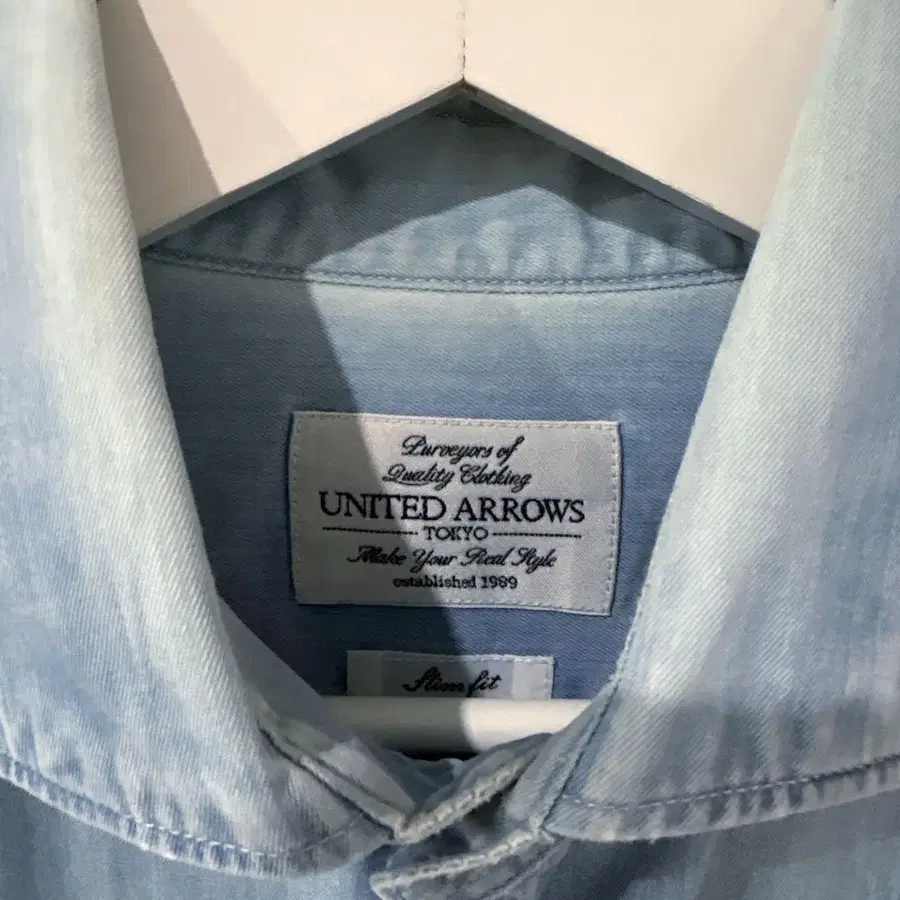 Purveyors of
Quality Clothing
UNITED ARROWS
TOKYO
Make Your Real Style
established 1989
Slim fit